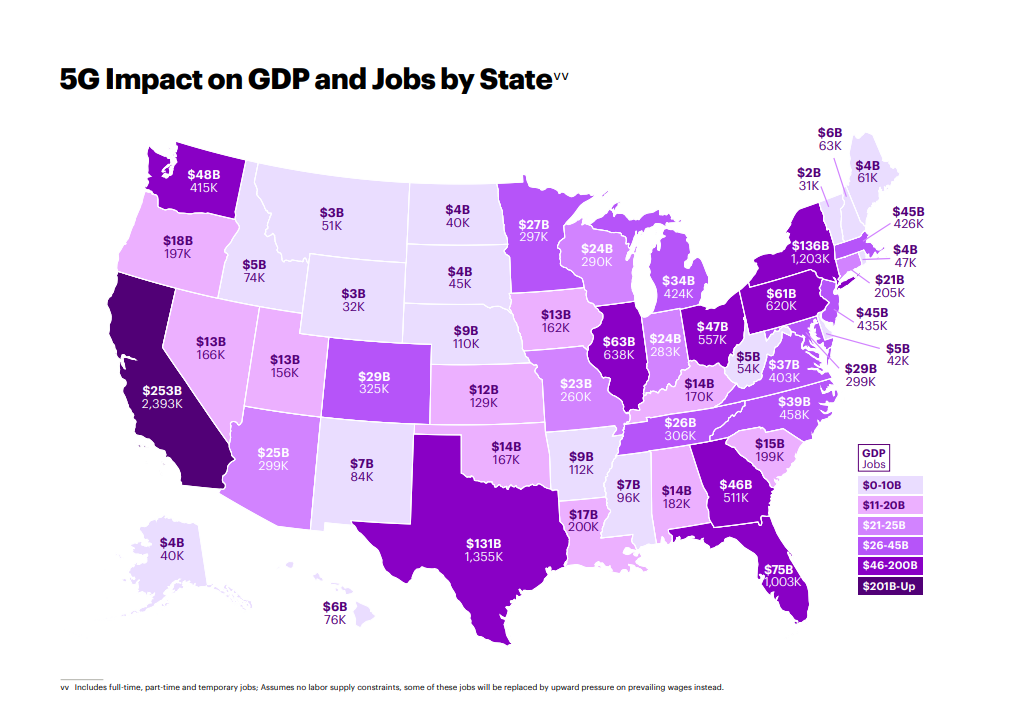 5G Impact on GDP and Jobs by Stateᵛᵛ
$6B
63K
$2B
31K
$4B
61K
$48B
415K
$3B
51K
$4B
40K
$27B
297K
$45B
426K
$18B
197K
$24B
290K
$136B
1,203K
$4B
47K
$5B
74K
$4B
45K
$34B
424K
$21B
205K
$3B
32K
$61B
620K
$45B
435K
$13B
166K
$13B
156K
$9B
110K
$13B
162K
$63B
638K
$24B
283K
$47B
557K
$5B
54K
$5B
42K
$29B
299K
$253B
2,393K
$29B
325K
$12B
129K
$23B
260K
$14B
170K
$37B
403K
$39B
458K
$26B
306K
$25B
299K
$7B
84K
$14B
167K
$9B
112K
$15B
199K
$7B
96K
$14B
182K
$46B
511K
$17B
200K
$4B
40K
$131B
1,355K
$75B
1,003K
$6B
76K
GDP
Jobs
$0-10B
$11-20B
$21-25B
$26-45B
$46-200B
$201B-Up
vv Includes full-time, part-time and temporary jobs; Assumes no labor supply constraints, some of these jobs will be replaced by upward pressure on prevailing wages instead.